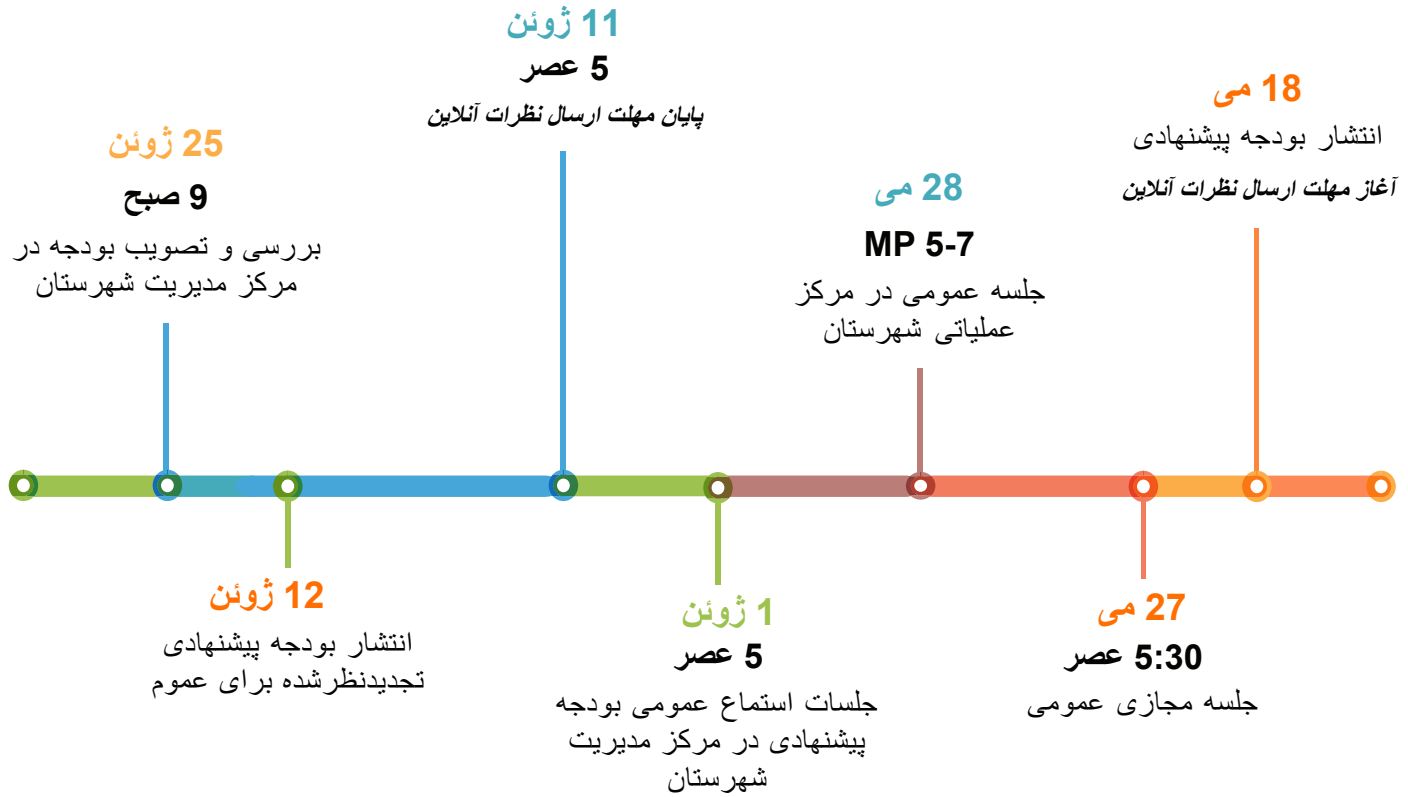 18 می
انتشار بودجه پیشنهادی
آغاز مهلت ارسال نظرات آنلاین
27 می
5:30 عصر
جلسه مجازی عمومی
28 می
MP 5-7
جلسه عمومی در مرکز
عملیاتی شهرستان
1 ژوئن
5 عصر
جلسات استماع عمومی بودجه
پیشنهادی در مرکز مدیریت
شهرستان
11 ژوئن
5 عصر
پایان مهلت ارسال نظرات آنلاین
12 ژوئن
انتشار بودجه پیشنهادی
تجدیدنظرشده برای عموم
25 ژوئن
9 صبح
بررسی و تصویب بودجه در
مرکز مدیریت شهرستان